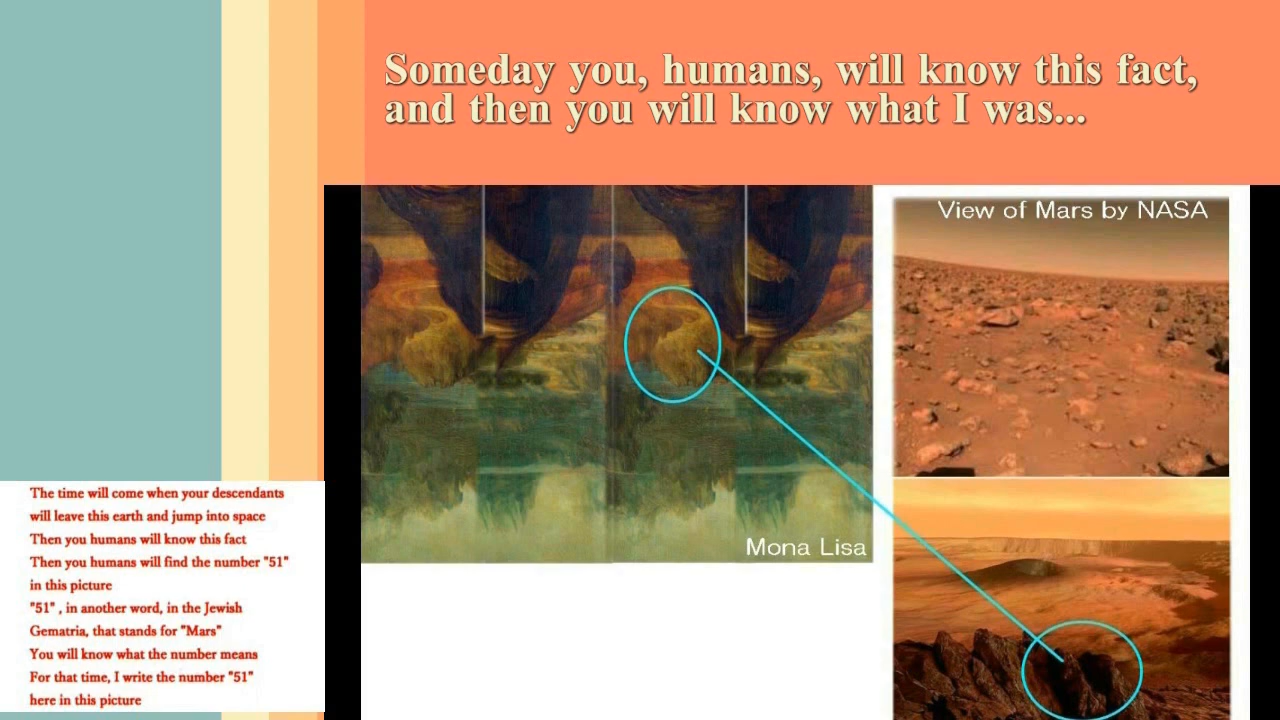 Someday you, humans, will know this fact,
and then you will know what I was...
View of Mars by NASA
Mona Lisa
The time will come when your descendants
will leave this earth and jump into space
Then you humans will know this fact
Then you humans will find the number "51"
in this picture
"51" , in another word, in the Jewish
Gematria, that stands for "Mars"
You will know what the number means
For that time, I write the number "51"
here in this picture